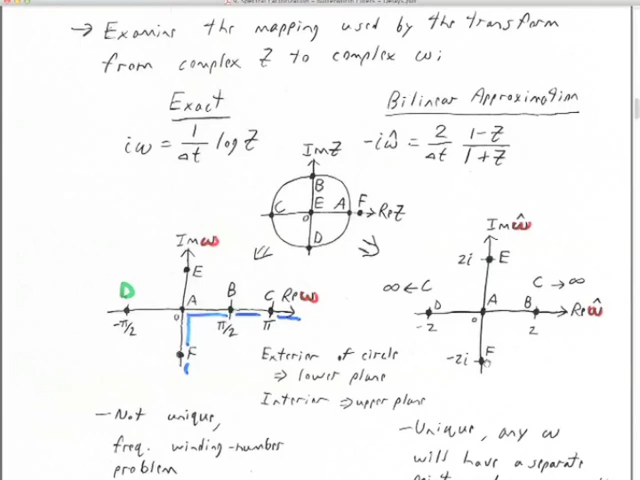 → Examine the mapping used by the transform
from complex Z to complex ω;
Exact
Bilinear Approximation
iω = 1/Δt log Z
-iω̂ = 2/Δt 1-Z/1+Z
Im Z
B
C
E
A
F
Re Z
0
D
Im ω
E
D
A
B
C
Re ω
0
-π/2
π/2
π
F
Im ω̂
2i
E
∞ ← C
C → ∞
D
A
B
Re ω̂
-2
0
2
-2i
F
Exterior of circle
⇒ lower plane
Interior ⇒ upper plane
- Not unique,
freq. winding-number
problem
- Unique, any ω
will have a separate